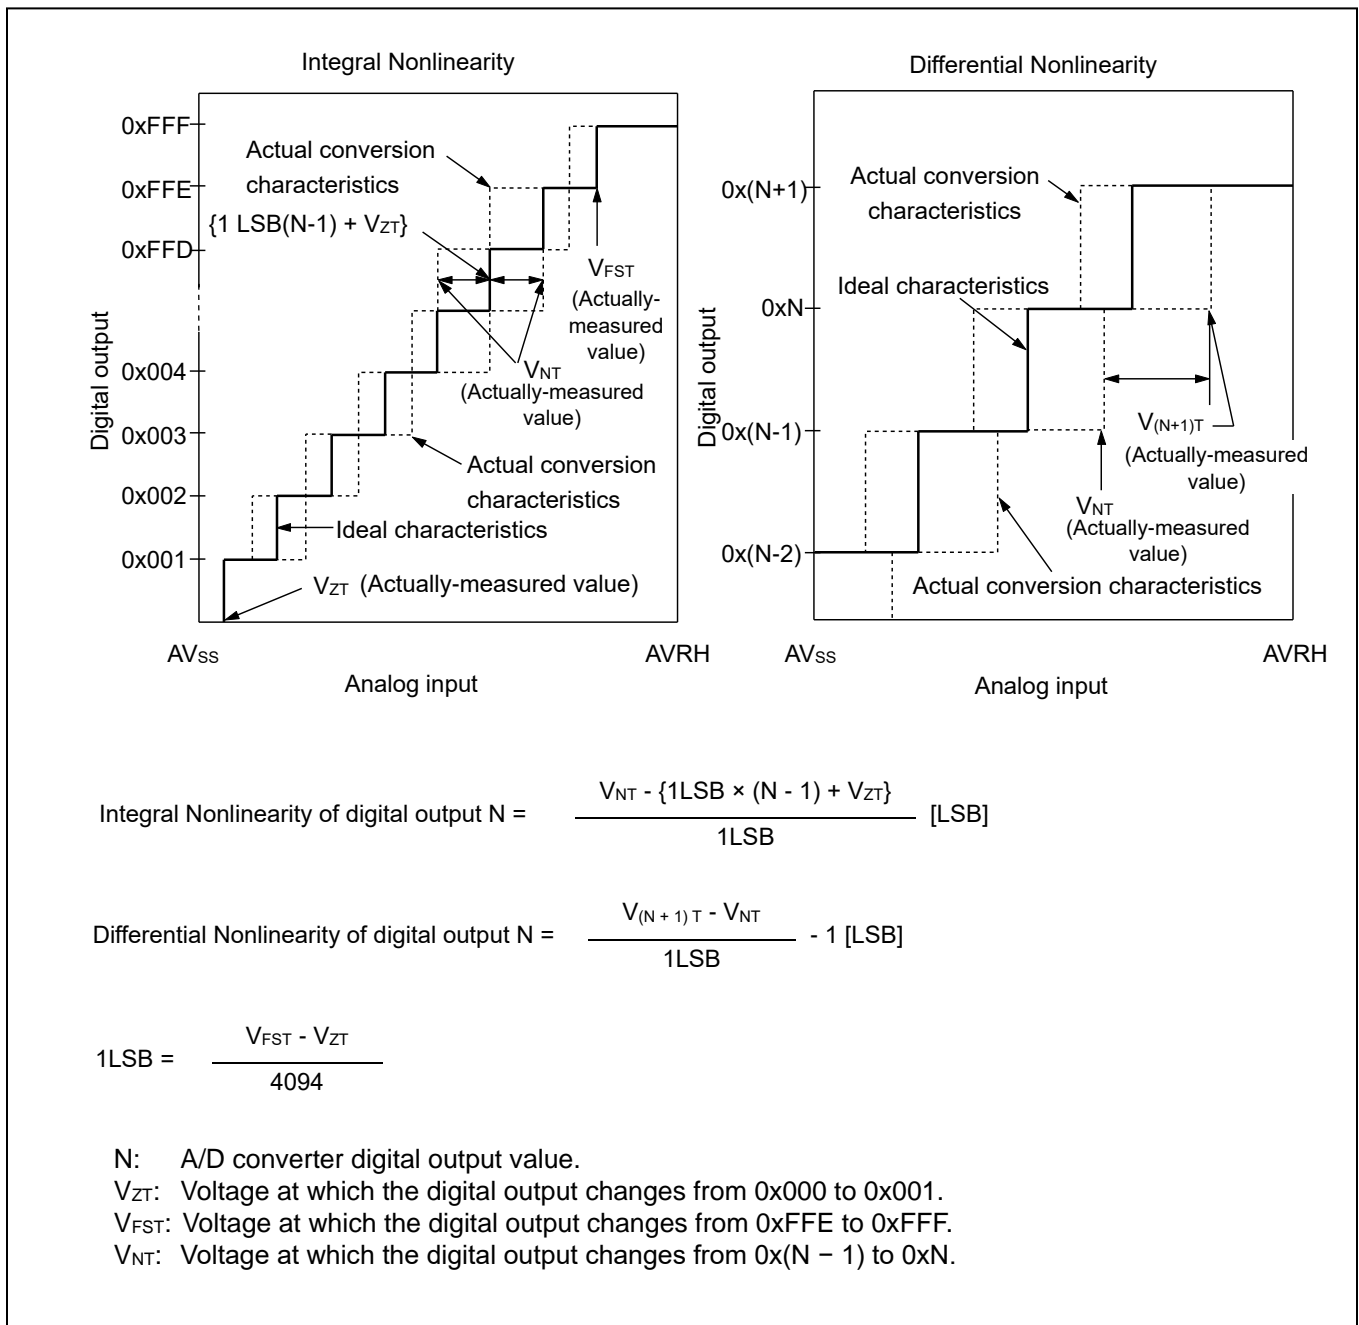 Integral Nonlinearity
0xFFF
0xFFE
0xFFD
0x004
0x003
0x002
0x001
Digital output
Actual conversion
characteristics
{1 LSB(N-1) + VZT}
VFST
(Actually-
measured
value)
VNT
(Actually-measured
value)
Actual conversion
characteristics
Ideal characteristics
VZT (Actually-measured value)
AVSS
AVRH
Analog input
Differential Nonlinearity
0x(N+1)
0xN
0x(N-1)
0x(N-2)
Digital output
Actual conversion
characteristics
Ideal characteristics
V(N+1)T
(Actually-measured
value)
VNT
(Actually-measured
value)
Actual conversion characteristics
AVSS
AVRH
Analog input
Integral Nonlinearity of digital output N =
VNT - {1LSB × (N - 1) + VZT}
1LSB
[LSB]
Differential Nonlinearity of digital output N =
V(N + 1) T - VNT
1LSB
- 1 [LSB]
1LSB =
VFST - VZT
4094
N: A/D converter digital output value.
VZT: Voltage at which the digital output changes from 0x000 to 0x001.
VFST: Voltage at which the digital output changes from 0xFFE to 0xFFF.
VNT: Voltage at which the digital output changes from 0x(N − 1) to 0xN.